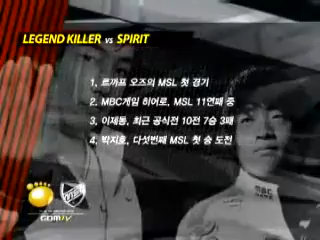 LEGEND KILLER vs SPIRIT
1, 르까프 오즈의 MSL 첫 경기
2. MBC게임 히어로, MSL 11연패 중
3, 이제동, 최근 공식전 10전 7승 3패
4, 박지호, 다섯번째 MSL 첫 승 도전
GOMTV